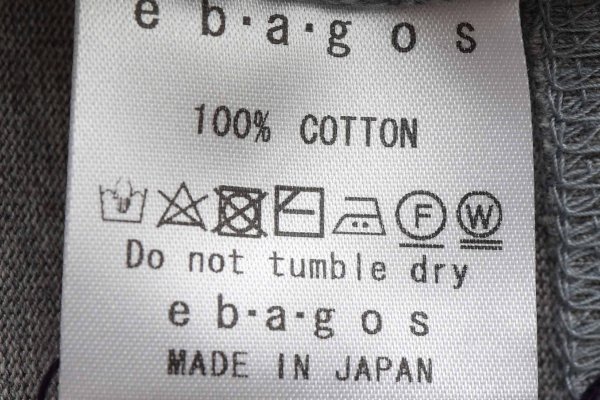 e b·a·g o s
100% COTTON
F W
Do not tumble dry
e b·a·g o s
MADE IN JAPAN